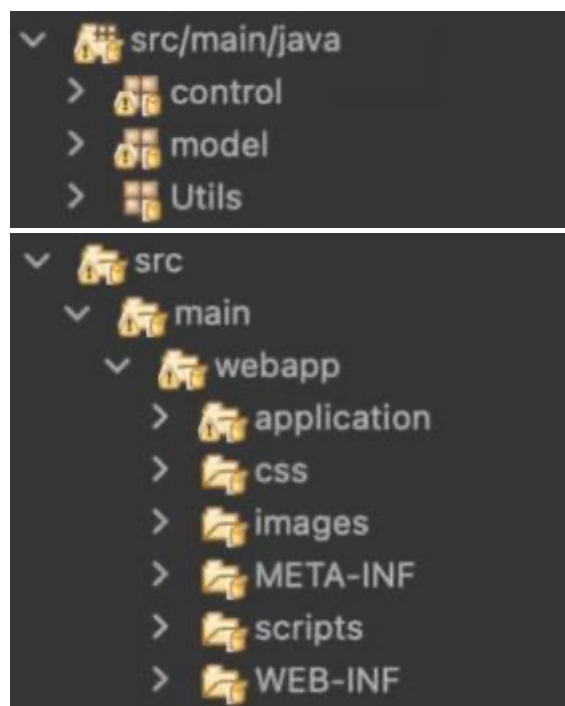 src/main/java
control
model
Utils
src
main
webapp
application
css
images
META-INF
scripts
WEB-INF